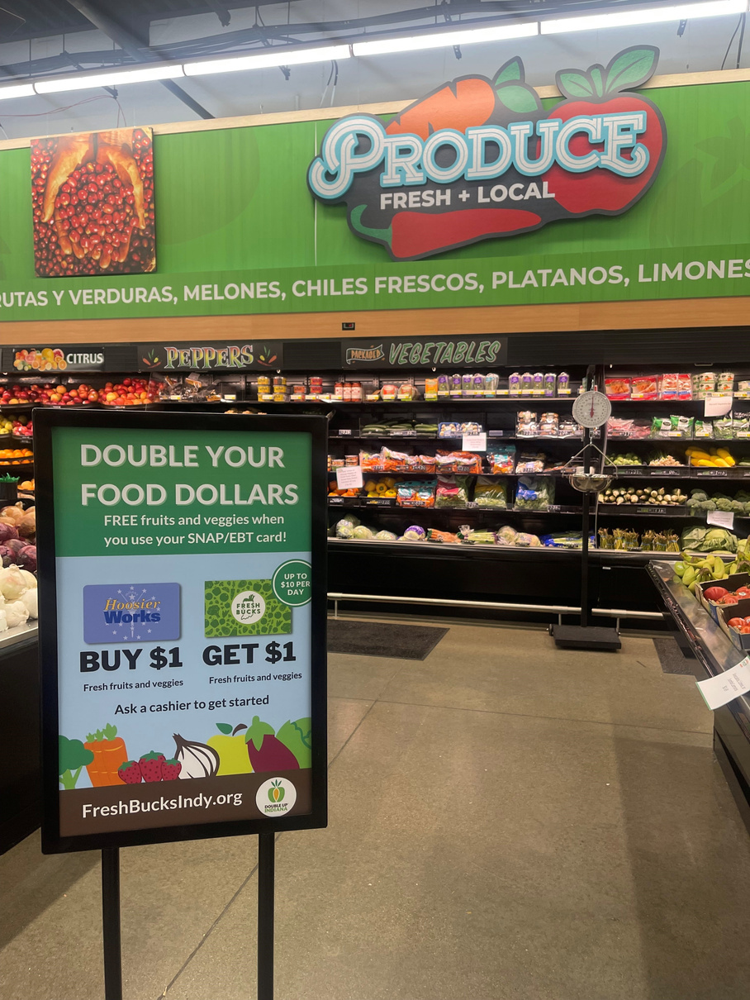 PRODUCE
FRESH + LOCAL
RUTAS Y VERDURAS, MELONES, CHILES FRESCOS, PLATANOS, LIMONES
CITRUS
PEPPERS
PACKAGED VEGETABLES
DOUBLE YOUR
FOOD DOLLARS
FREE fruits and veggies when
you use your SNAP/EBT card!
UP TO
$10 PER
DAY
Hoosier
Works
FRESH
BUCKS
BUY $1
GET $1
Fresh fruits and veggies
Fresh fruits and veggies
Ask a cashier to get started
FreshBucksIndy.org
DOUBLE UP
INDIANA